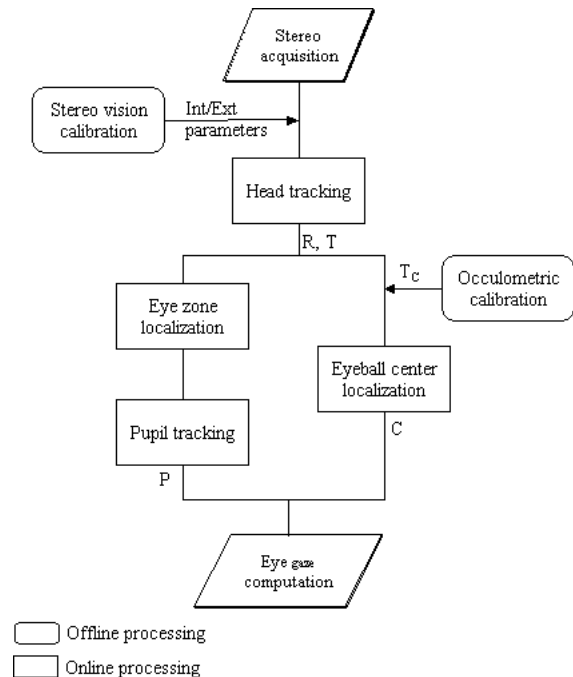 Stereo
acquisition
Stereo vision
calibration
Int/Ext
parameters
Head tracking
R, T
Tc
Occulometric
calibration
Eye zone
localization
Eyeball center
localization
Pupil tracking
C
P
Eye gaze
computation
Offline processing
Online processing